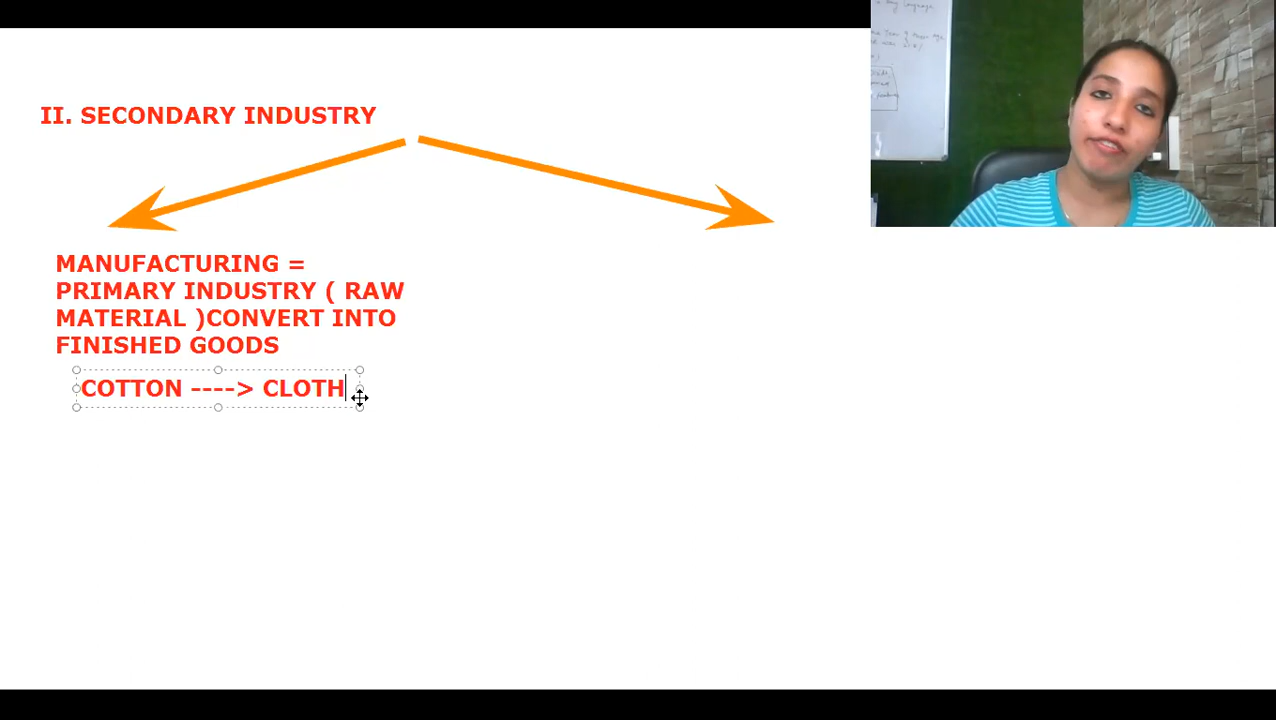 II. SECONDARY INDUSTRY
MANUFACTURING =
PRIMARY INDUSTRY ( RAW
MATERIAL )CONVERT INTO
FINISHED GOODS
COTTON ----> CLOTH